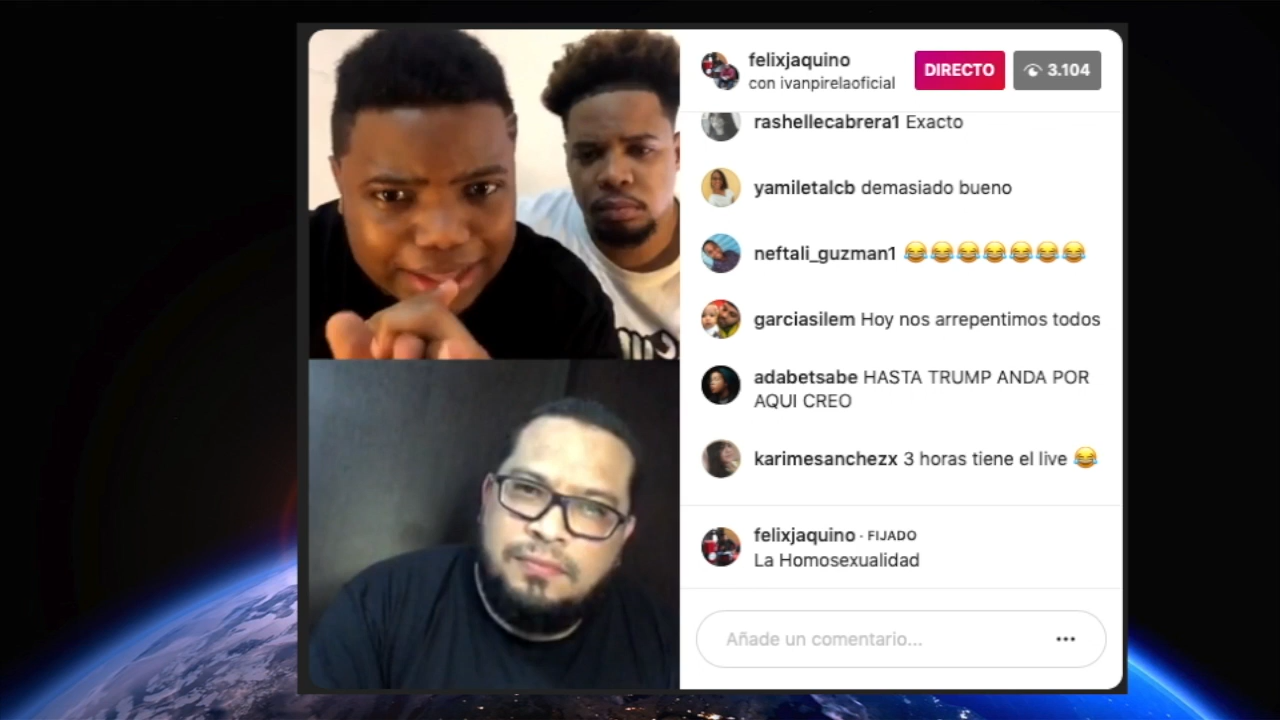 felixjaquino
con ivanpirelaoficial
DIRECTO
3.104
rashellecabrera1 Exacto
yamiletalcb demasiado bueno
neftali_guzman1 😂😂😂😂😂😂😂
garciasilem Hoy nos arrepentimos todos
adabetsabe HASTA TRUMP ANDA POR
AQUI CREO
karimesanchezx 3 horas tiene el live 😂
felixjaquino · FIJADO
La Homosexualidad
Añade un comentario...